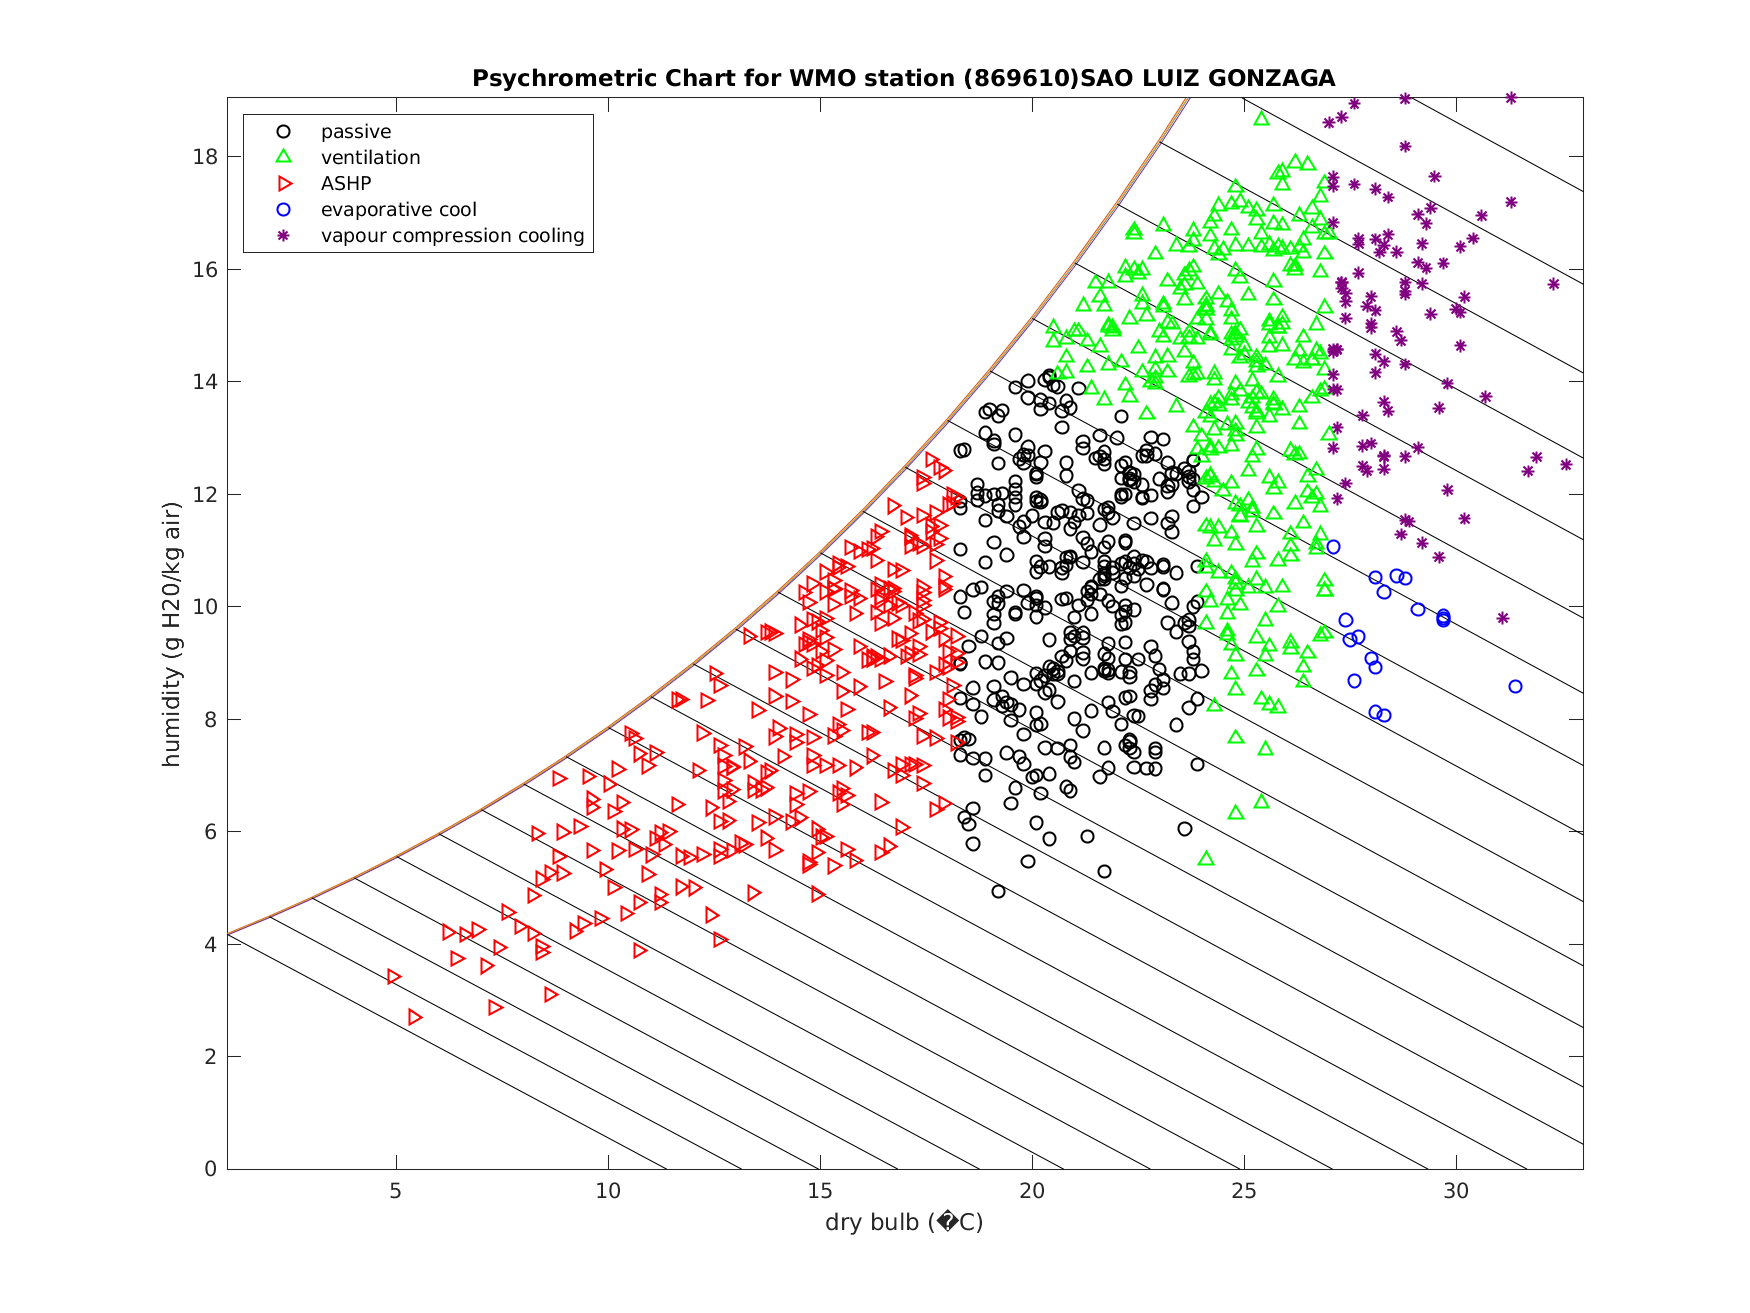 Psychrometric Chart for WMO station (869610)SAO LUIZ GONZAGA
passive
ventilation
ASHP
evaporative cool
vapour compression cooling
humidity (g H20/kg air)
18
16
14
12
10
8
6
4
2
0
5 10 15 20 25 30
dry bulb (�C)